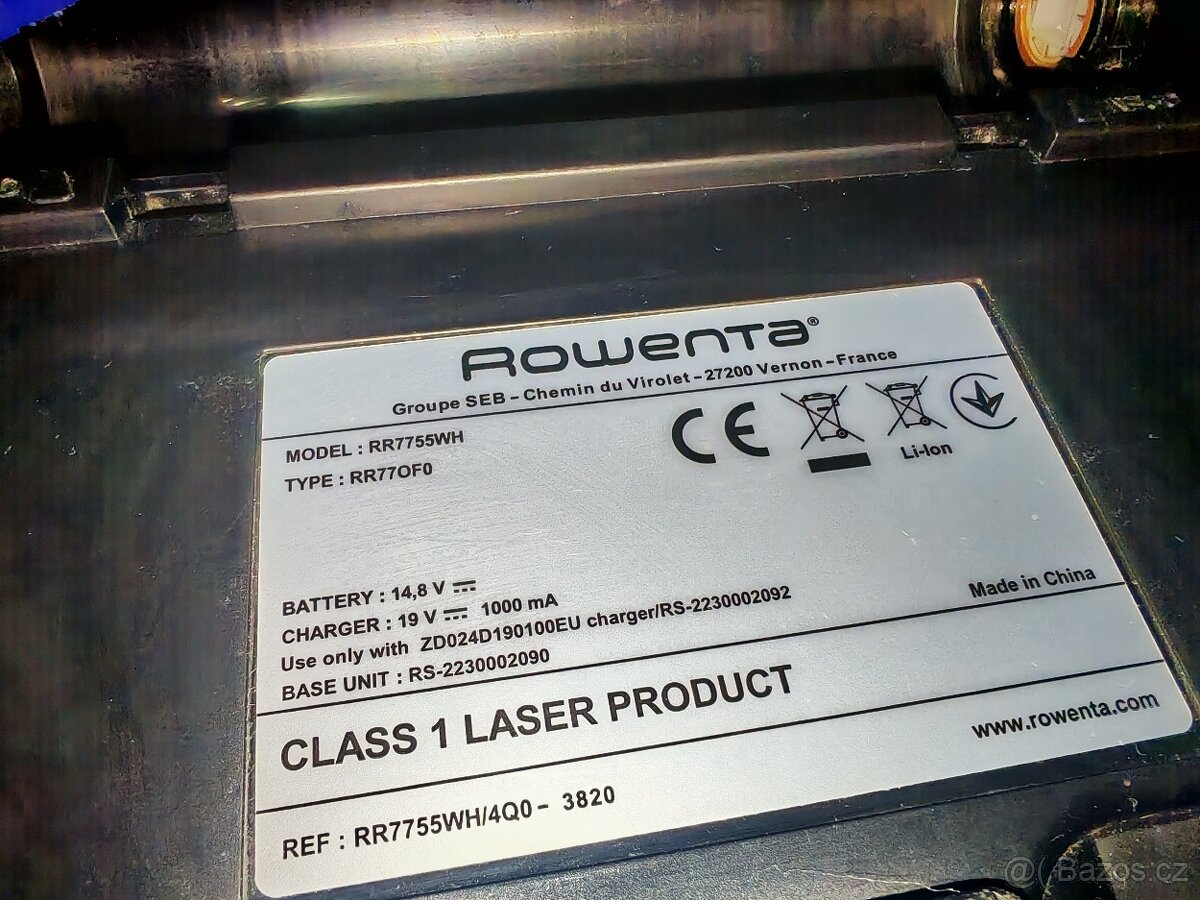 Rowenta®
Groupe SEB – Chemin du Virolet – 27200 Vernon – France
MODEL : RR7755WH
TYPE : RR77OF0
CE
Li-Ion
BATTERY : 14,8 V ⎓
CHARGER : 19 V ⎓ 1000 mA
Use only with ZD024D190100EU charger/RS-2230002092
BASE UNIT : RS-2230002090
Made in China
CLASS 1 LASER PRODUCT
www.rowenta.com
REF : RR7755WH/4Q0 - 3820
@( Bazos.cz